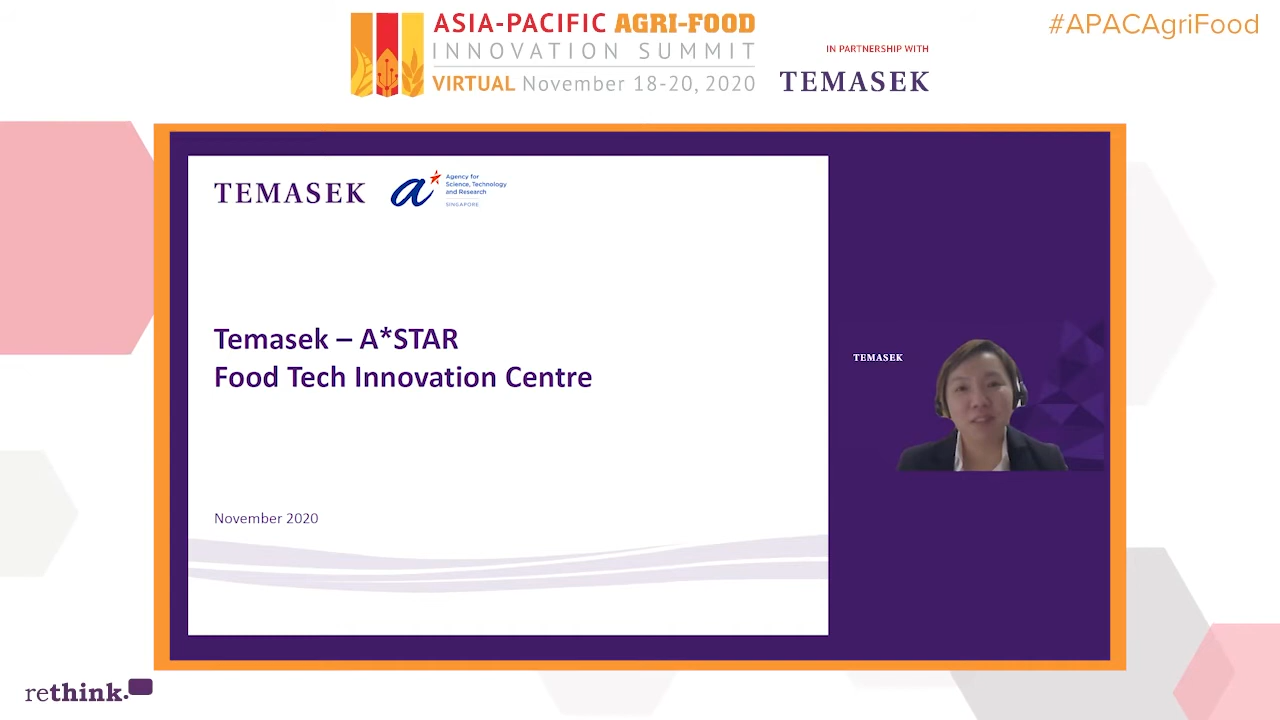 ASIA-PACIFIC AGRI-FOOD
INNOVATION SUMMIT
VIRTUAL November 18-20, 2020
IN PARTNERSHIP WITH
TEMASEK
#APACAgriFood
TEMASEK
a
Agency for
Science, Technology
and Research
SINGAPORE
Temasek – A*STAR
Food Tech Innovation Centre
November 2020
TEMASEK
rethink.